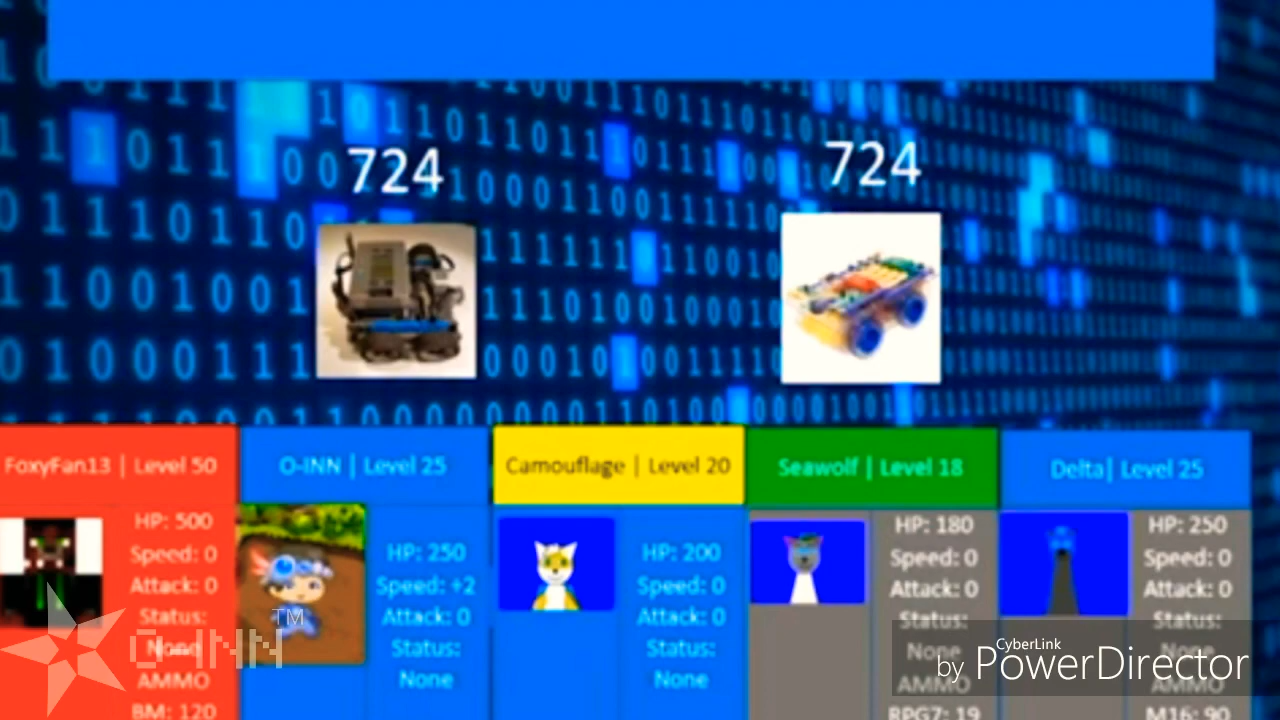 724
724
FoxyFan13 | Level 50
O-INN | Level 25
Camouflage | Level 20
Seawolf | Level 18
Delta| Level 25
HP: 500
Speed: 0
Attack: 0
Status:
None
AMMO
BM: 120
HP: 250
Speed: +2
Attack: 0
Status:
None
HP: 200
Speed: 0
Attack: 0
Status:
None
HP: 180
Speed: 0
Attack: 0
Status:
None
AMMO
RPG7: 19
HP: 250
Speed: 0
Attack: 0
Status:
None
AMMO
M16: 90
O-INN
TM
CyberLink
by PowerDirector